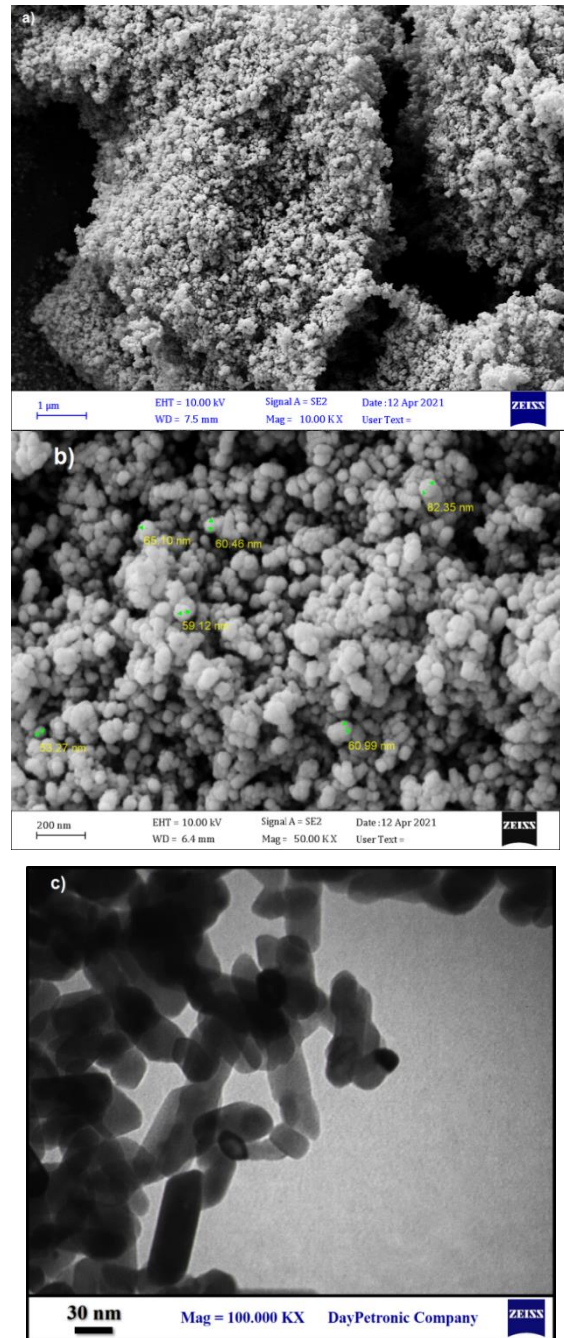 a)
1 µm
EHT = 10.00 kV Signal A = SE2 Date :12 Apr 2021
WD = 7.5 mm Mag = 10.00 K X User Text =
ZEISS
b)
62.35 nm
65.10 nm 60.46 nm
59.12 nm
53.27 nm 60.99 nm
200 nm
EHT = 10.00 kV Signal A = SE2 Date :12 Apr 2021
WD = 6.4 mm Mag = 50.00 K X User Text =
ZEISS
c)
30 nm Mag = 100.000 KX DayPetronic Company ZEISS